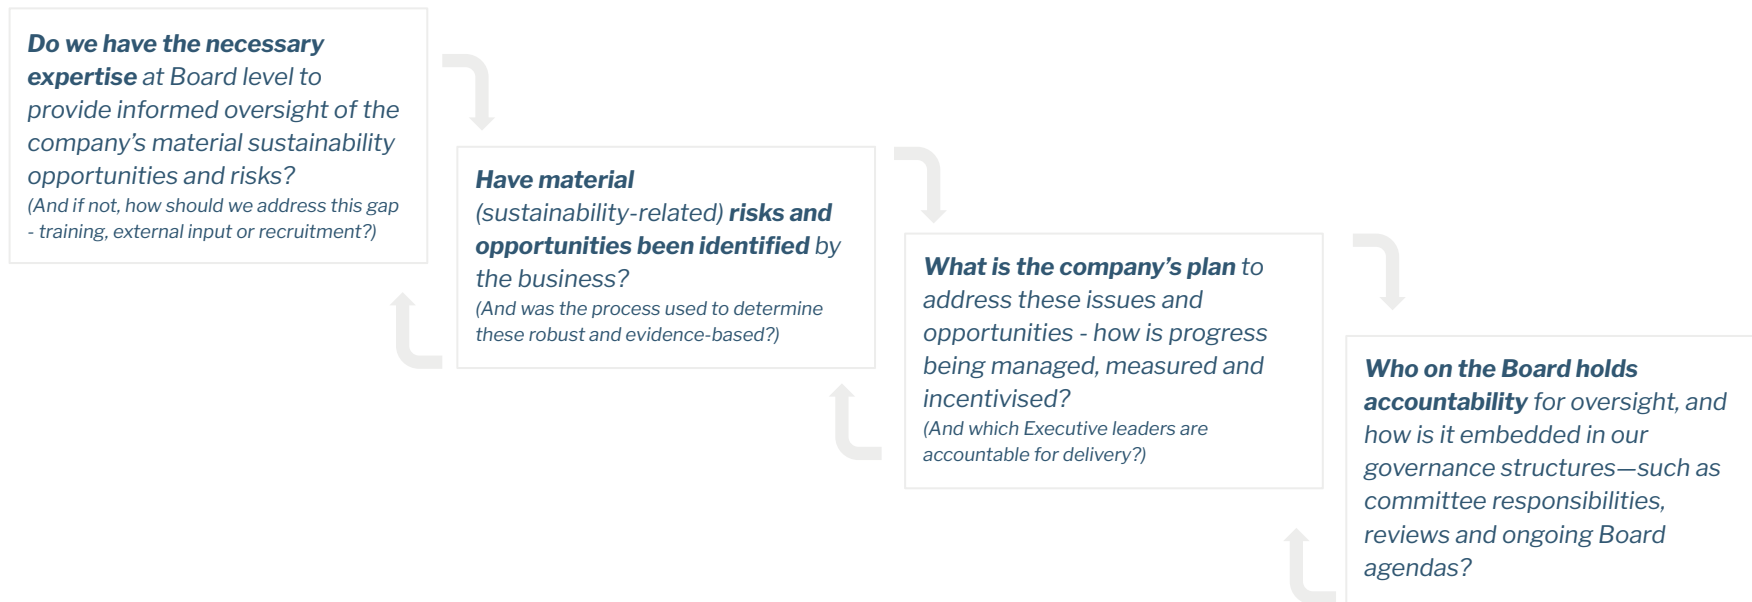 Do we have the necessary
expertise at Board level to
provide informed oversight of the
company’s material sustainability
opportunities and risks?
(And if not, how should we address this gap
- training, external input or recruitment?)
Have material
(sustainability-related) risks and
opportunities been identified by
the business?
(And was the process used to determine
these robust and evidence-based?)
What is the company’s plan to
address these issues and
opportunities - how is progress
being managed, measured and
incentivised?
(And which Executive leaders are
accountable for delivery?)
Who on the Board holds
accountability for oversight, and
how is it embedded in our
governance structures—such as
committee responsibilities,
reviews and ongoing Board
agendas?